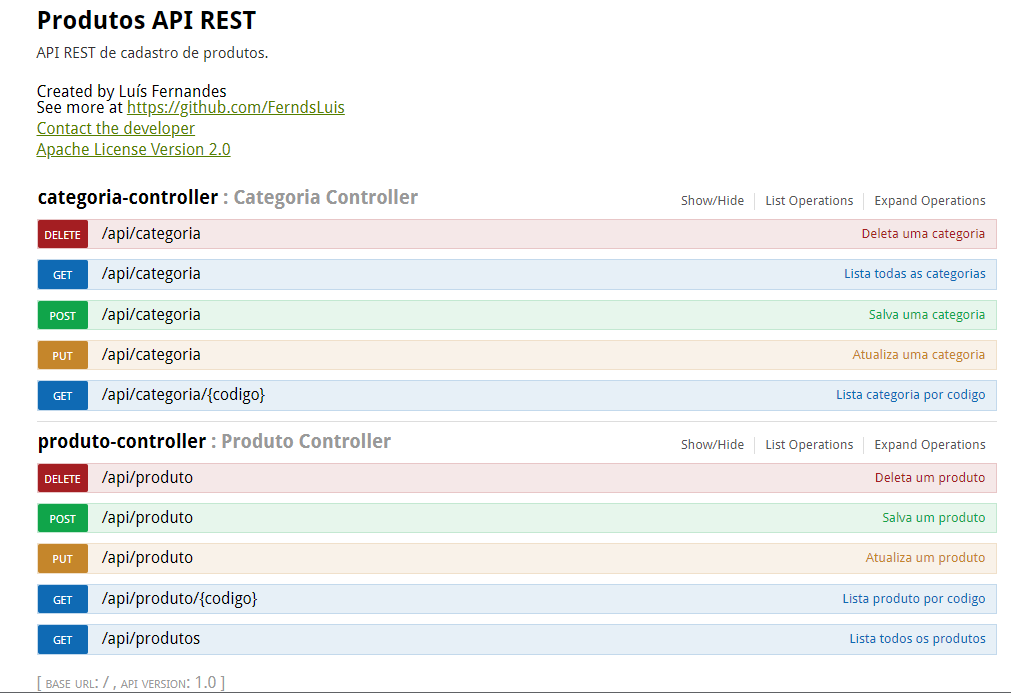 Produtos API REST
API REST de cadastro de produtos.
Created by Luís Fernandes
See more at https://github.com/FerndsLuis
Contact the developer
Apache License Version 2.0
categoria-controller : Categoria Controller Show/Hide List Operations Expand Operations
DELETE /api/categoria Deleta uma categoria
GET /api/categoria Lista todas as categorias
POST /api/categoria Salva uma categoria
PUT /api/categoria Atualiza uma categoria
GET /api/categoria/{codigo} Lista categoria por codigo
produto-controller : Produto Controller Show/Hide List Operations Expand Operations
DELETE /api/produto Deleta um produto
POST /api/produto Salva um produto
PUT /api/produto Atualiza um produto
GET /api/produto/{codigo} Lista produto por codigo
GET /api/produtos Lista todos os produtos
[ BASE URL: / , API VERSION: 1.0 ]